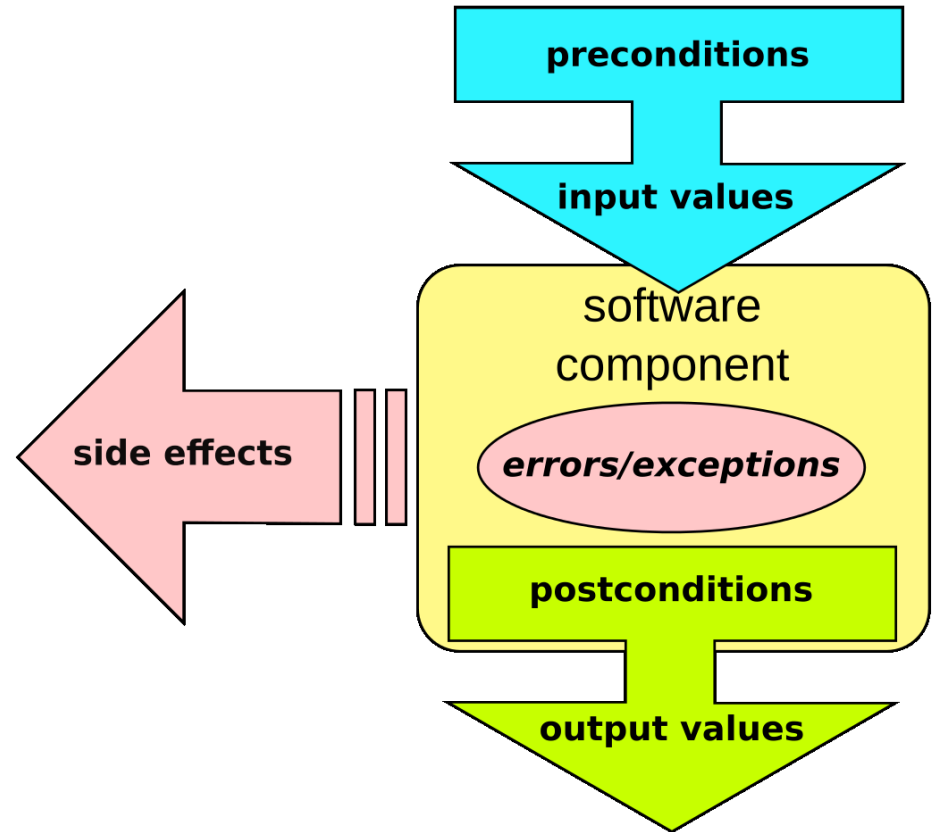 preconditions
input values
software
component
side effects
errors/exceptions
postconditions
output values